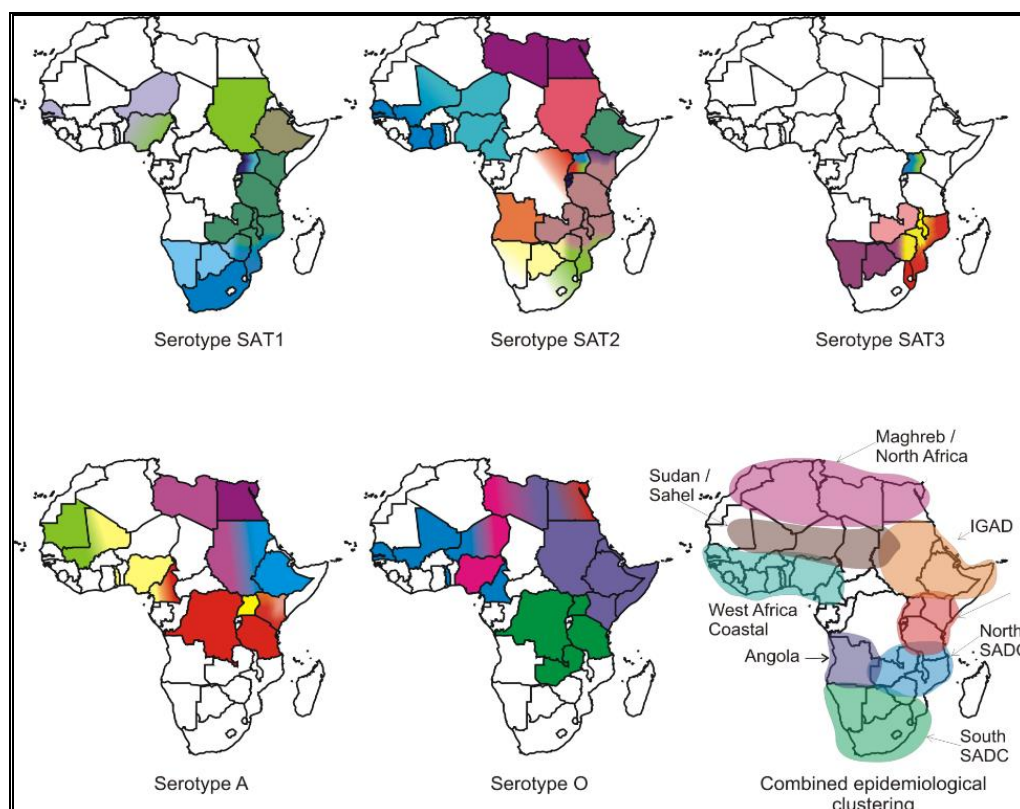 Serotype SAT1
Serotype SAT2
Serotype SAT3
Serotype A
Serotype O
Maghreb /
North Africa
Sudan /
Sahel
IGAD
West Africa
Coastal
North
SADC
Angola
South
SADC
Combined epidemiological
clustering